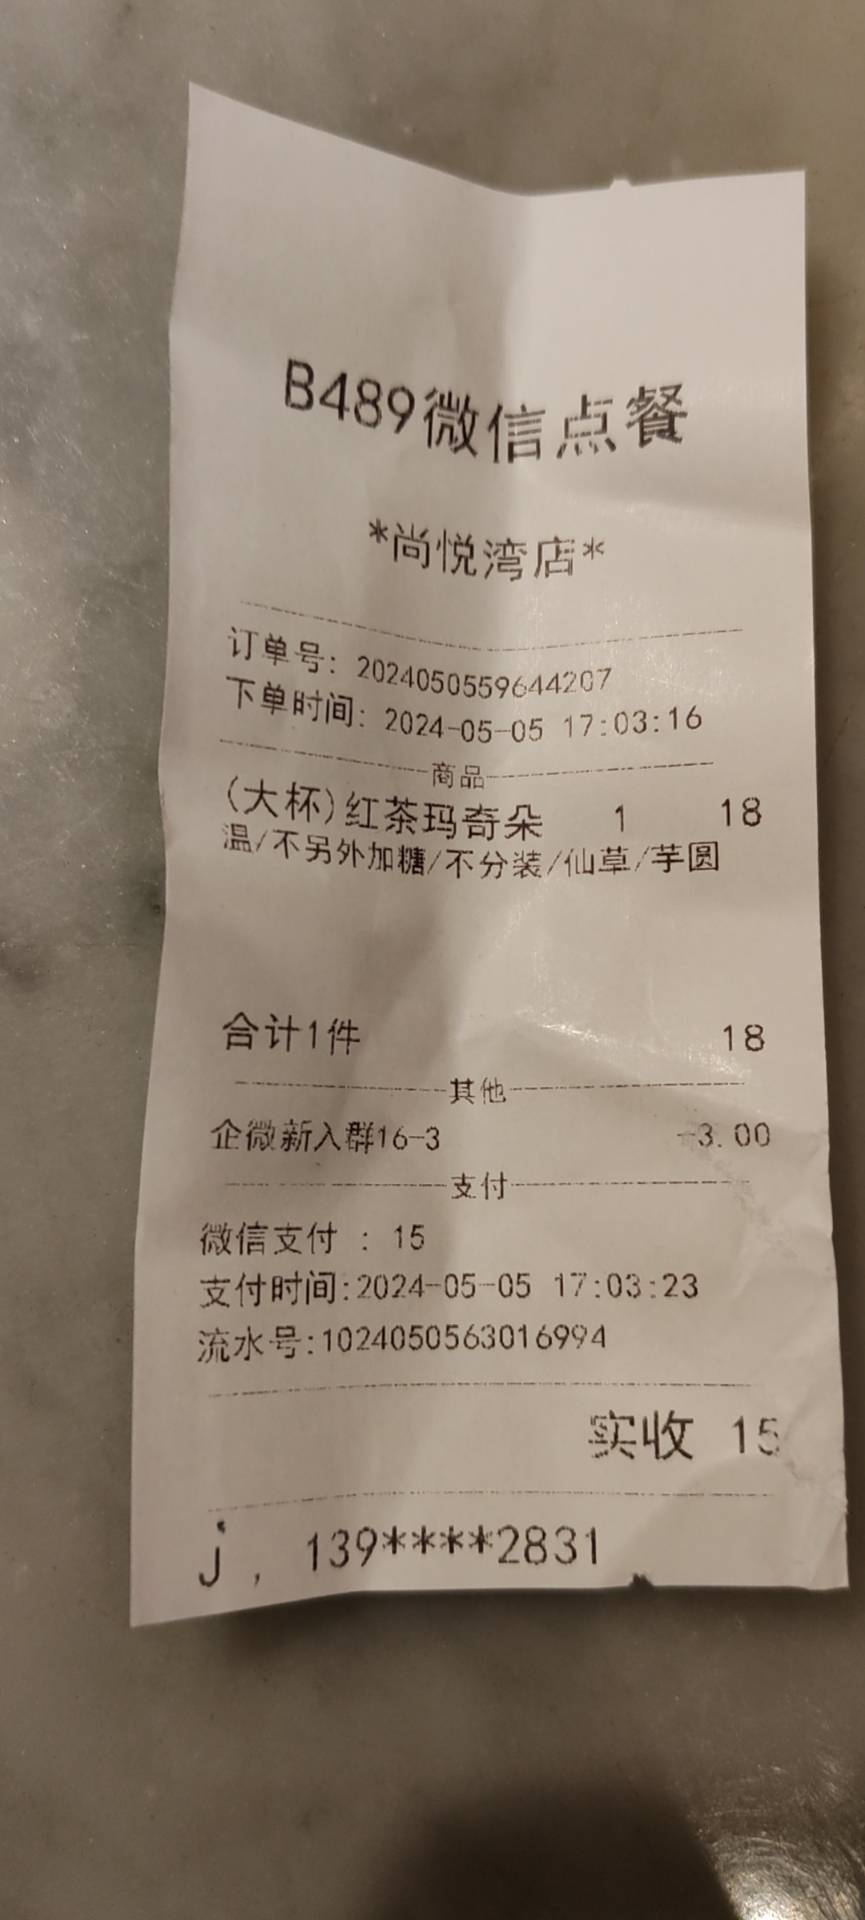 B489微信点餐
*尚悦湾店*
订单号: 2024050559644207
下单时间: 2024-05-05 17:03:16
商品
(大杯)红茶玛奇朵 1 18
温/不另外加糖/不分装/仙草/芋圆
合计1件 18
其他
企微新入群16-3 -3.00
支付
微信支付 : 15
支付时间:2024-05-05 17:03:23
流水号:1024050563016994
实收 15
j, 139****2831